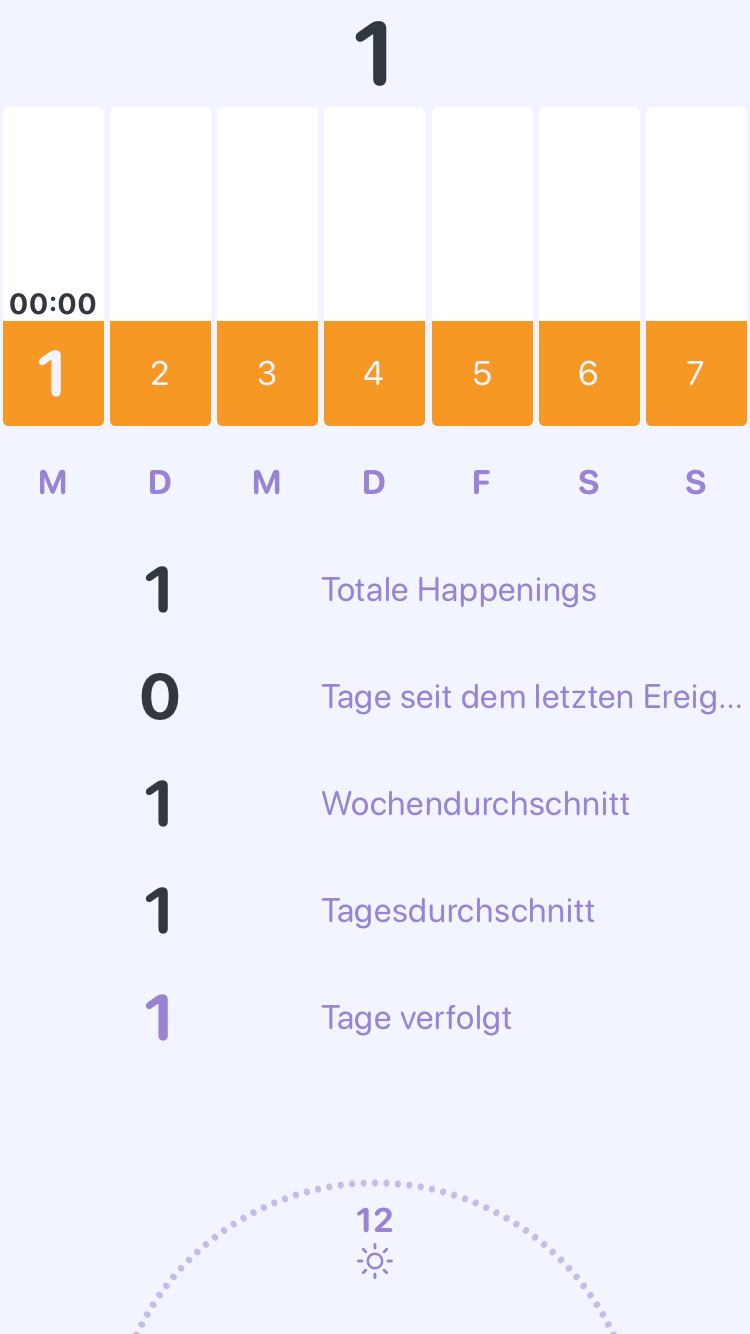 1
00:00
1 2 3 4 5 6 7
M D M D F S S
1 Totale Happenings
0 Tage seit dem letzten Ereig...
1 Wochendurchschnitt
1 Tagesdurchschnitt
1 Tage verfolgt
12